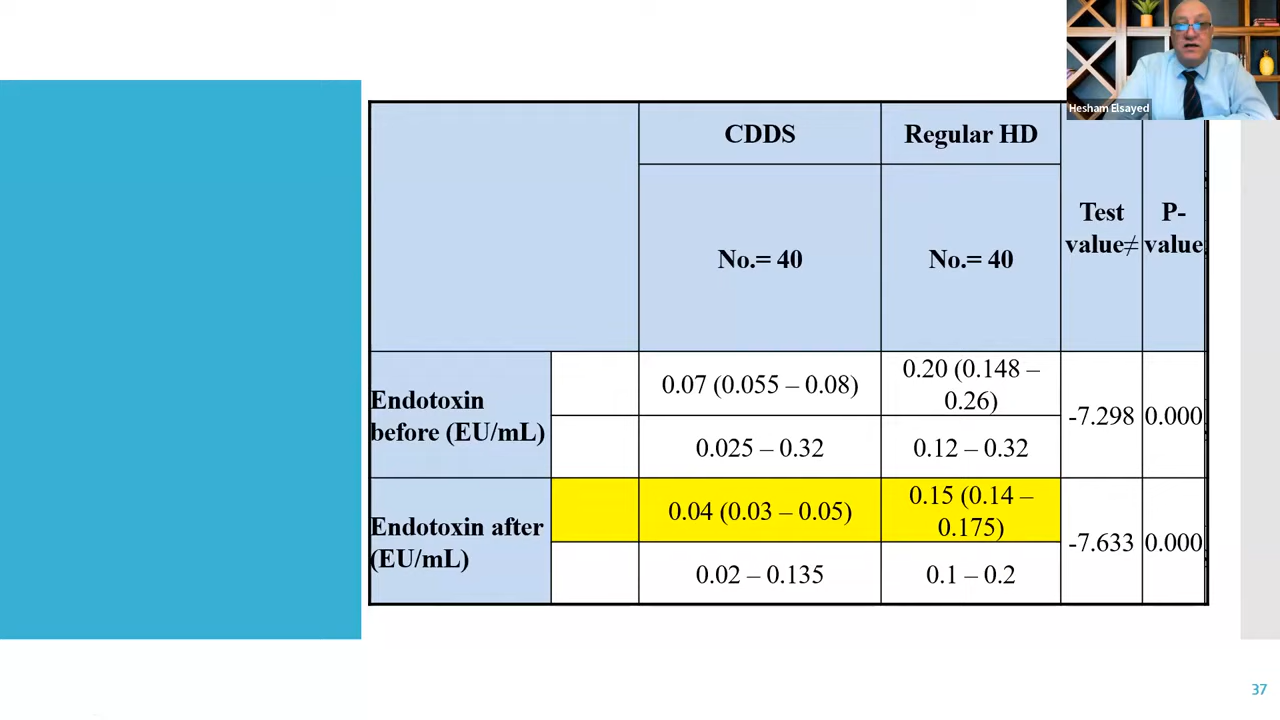 Hesham Elsayed
CDDS
Regular HD
Test
value≠
P-
value
No.= 40
No.= 40
Endotoxin
before (EU/mL)
0.07 (0.055 – 0.08)
0.20 (0.148 –
0.26)
-7.298
0.000
0.025 – 0.32
0.12 – 0.32
Endotoxin after
(EU/mL)
0.04 (0.03 – 0.05)
0.15 (0.14 –
0.175)
-7.633
0.000
0.02 – 0.135
0.1 – 0.2
37